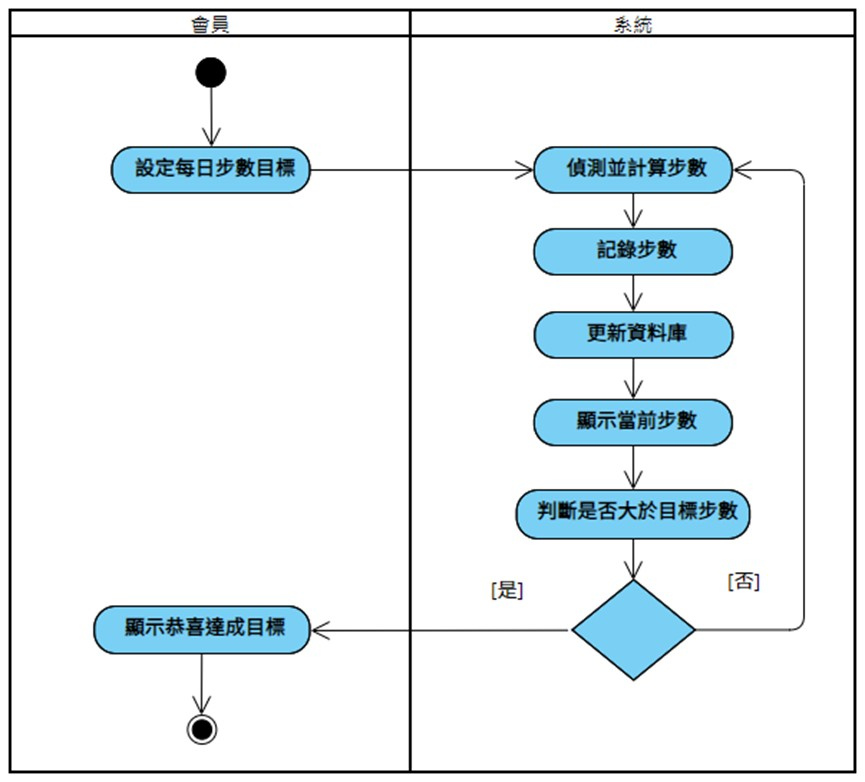 會員
系統
設定每日步數目標
偵測並計算步數
記錄步數
更新資料庫
顯示當前步數
判斷是否大於目標步數
[是]
[否]
顯示恭喜達成目標